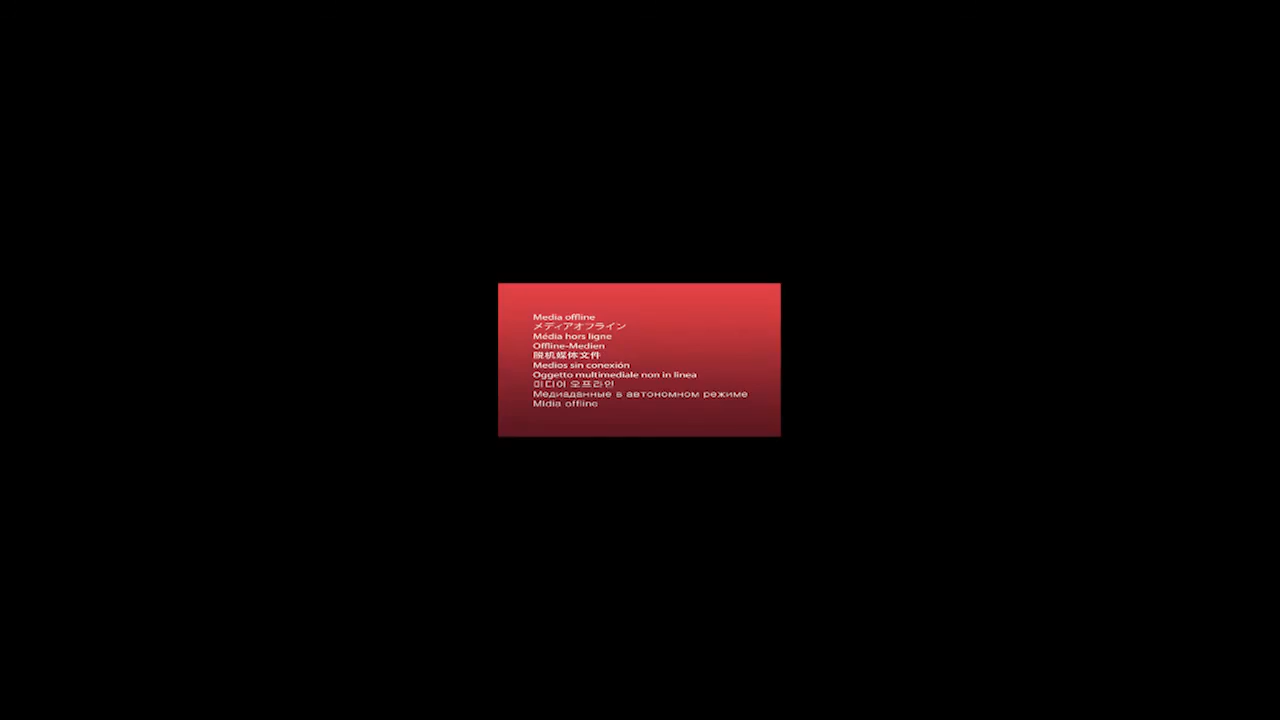 Media offline
メディアオフライン
Média hors ligne
Offline-Medien
脱机媒体文件
Medios sin conexión
Oggetto multimediale non in linea
미디어 오프라인
Медиаданные в автономном режиме
Mídia offline